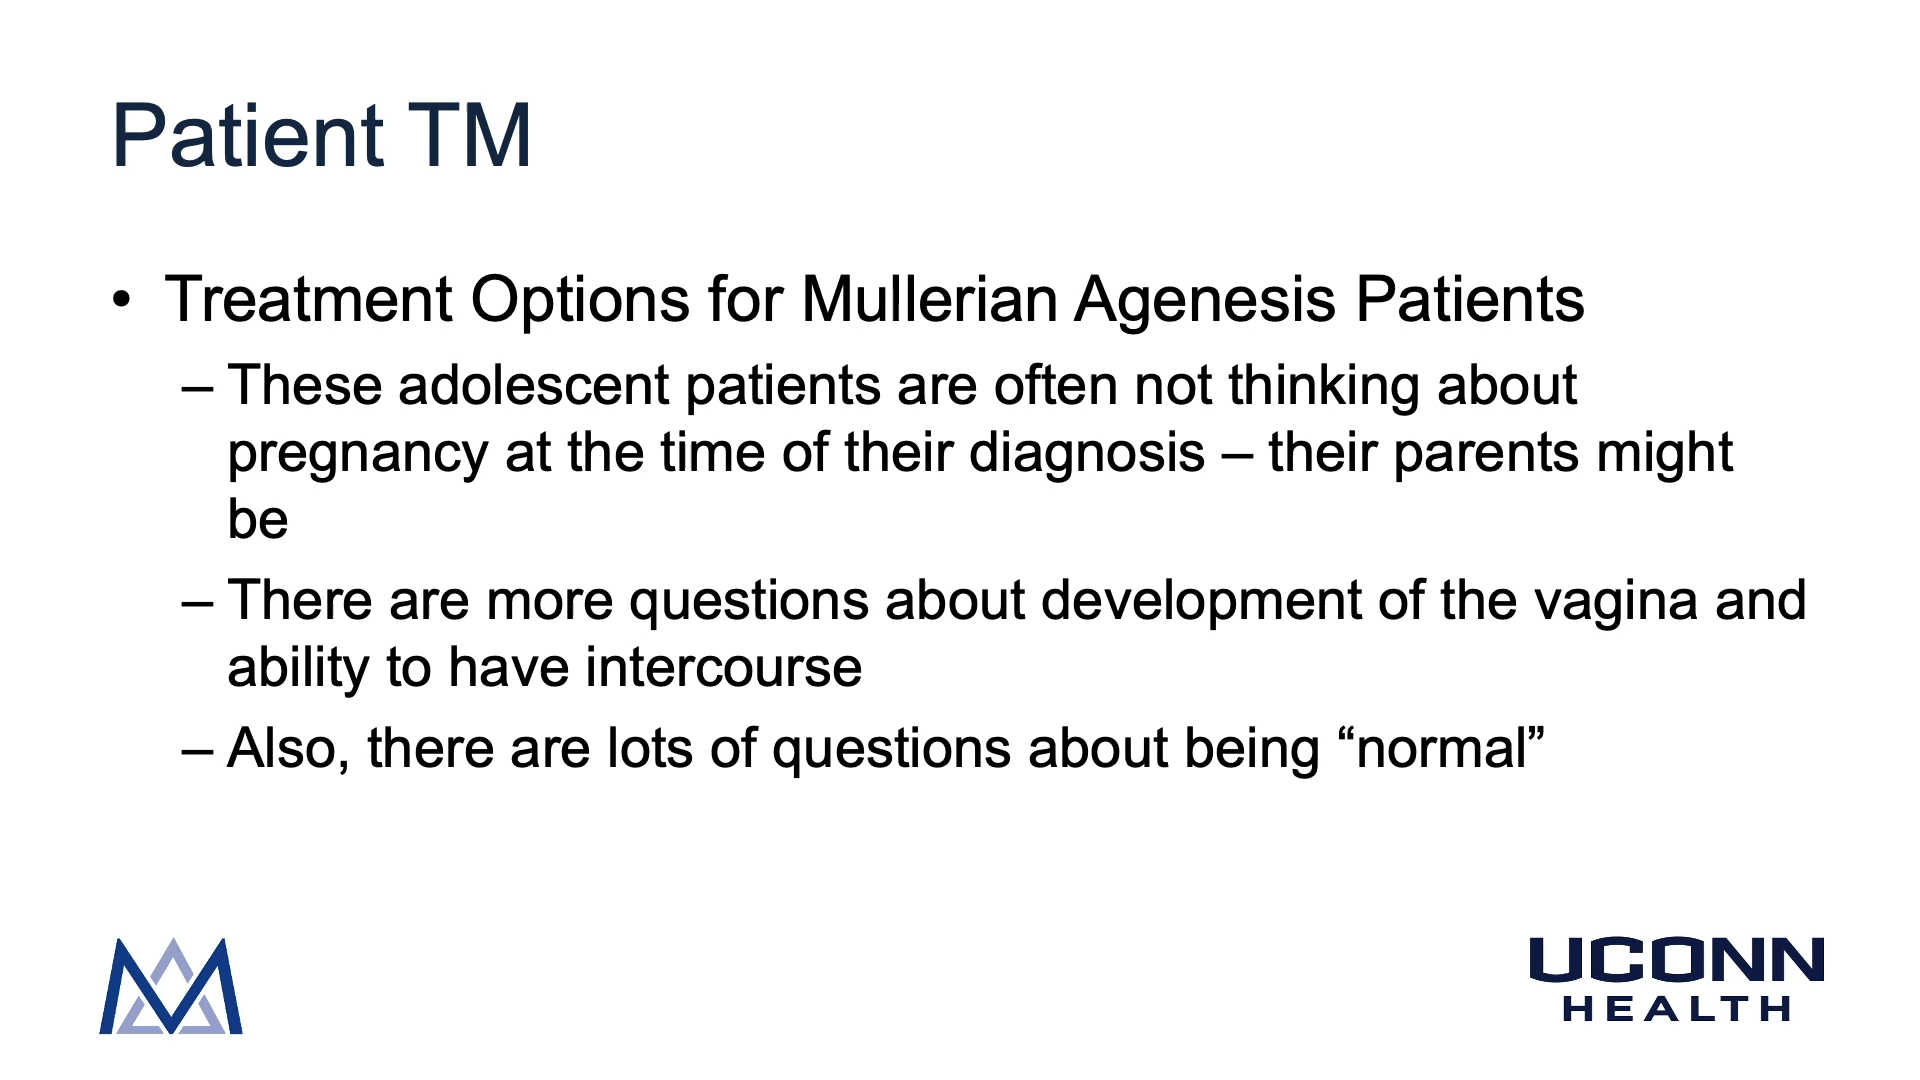 Patient TM
• Treatment Options for Mullerian Agenesis Patients
– These adolescent patients are often not thinking about
pregnancy at the time of their diagnosis – their parents might
be
– There are more questions about development of the vagina and
ability to have intercourse
– Also, there are lots of questions about being “normal”
UCONN
HEALTH